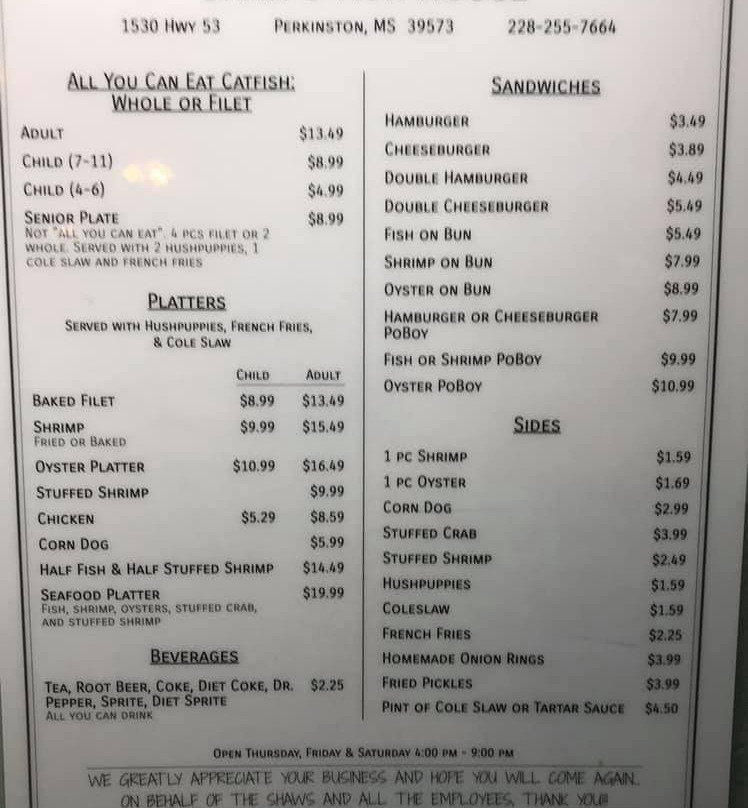 1530 Hwy 53 Perkinston, MS 39573 228-255-7664
All You Can Eat Catfish:
Whole or Filet
Adult $13.49
Child (7-11) $8.99
Child (4-6) $4.99
Senior Plate $8.99
Not "all you can eat". 4 pcs filet or 2
whole. Served with 2 hushpuppies, 1
cole slaw and french fries
Platters
Served with Hushpuppies, French Fries,
& Cole Slaw
Child Adult
Baked Filet $8.99 $13.49
Shrimp $9.99 $15.49
Fried or Baked
Oyster Platter $10.99 $16.49
Stuffed Shrimp $9.99
Chicken $5.29 $8.59
Corn Dog $5.99
Half Fish & Half Stuffed Shrimp $14.49
Seafood Platter $19.99
Fish, shrimp, oysters, stuffed crab,
and stuffed shrimp
Beverages
Tea, Root Beer, Coke, Diet Coke, Dr. $2.25
Pepper, Sprite, Diet Sprite
All you can drink
Sandwiches
Hamburger $3.49
Cheeseburger $3.89
Double Hamburger $4.49
Double Cheeseburger $5.49
Fish on Bun $5.49
Shrimp on Bun $7.99
Oyster on Bun $8.99
Hamburger or Cheeseburger $7.99
PoBoy
Fish or Shrimp PoBoy $9.99
Oyster PoBoy $10.99
Sides
1 pc Shrimp $1.59
1 pc Oyster $1.69
Corn Dog $2.99
Stuffed Crab $3.99
Stuffed Shrimp $2.49
Hushpuppies $1.59
Coleslaw $1.59
French Fries $2.25
Homemade Onion Rings $3.99
Fried Pickles $3.99
Pint of Cole Slaw or Tartar Sauce $4.50
Open Thursday, Friday & Saturday 4:00 pm - 9:00 pm
WE GREATLY APPRECIATE YOUR BUSINESS AND HOPE YOU WILL COME AGAIN.
ON BEHALF OF THE SHAWS AND ALL THE EMPLOYEES, THANK YOU!!